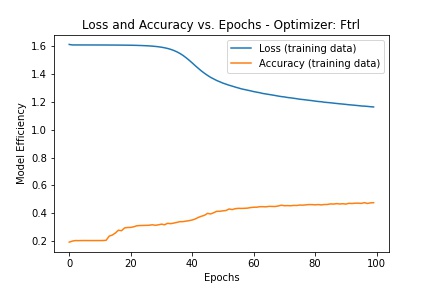 Loss and Accuracy vs. Epochs - Optimizer: Ftrl
Loss (training data)
Accuracy (training data)
Model Efficiency
1.6
1.4
1.2
1.0
0.8
0.6
0.4
0.2
0 20 40 60 80 100
Epochs